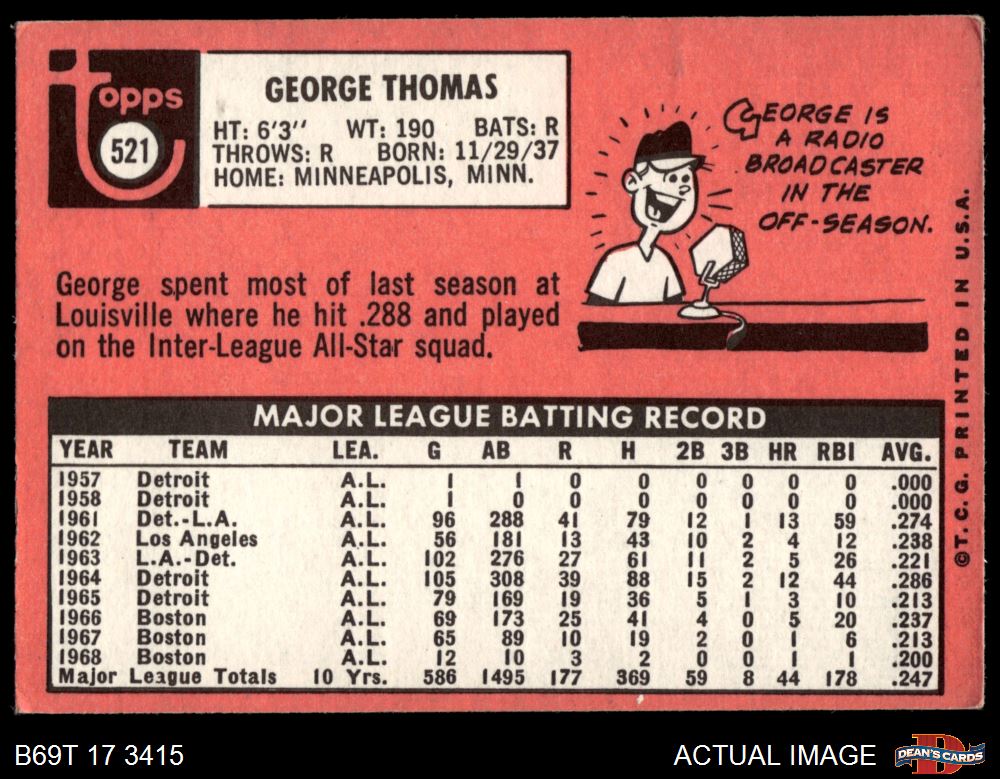 topps
521
GEORGE THOMAS
HT: 6'3" WT: 190 BATS: R
THROWS: R BORN: 11/29/37
HOME: MINNEAPOLIS, MINN.
GEORGE IS
A RADIO
BROADCASTER
IN THE
OFF-SEASON.
George spent most of last season at
Louisville where he hit .288 and played
on the Inter-League All-Star squad.
MAJOR LEAGUE BATTING RECORD
YEAR TEAM LEA. G AB R H 2B 3B HR RBI AVG.
1957 Detroit A.L. 1 1 0 0 0 0 0 0 .000
1958 Detroit A.L. 1 0 0 0 0 0 0 0 .000
1961 Det.-L.A. A.L. 96 288 41 79 12 1 13 59 .274
1962 Los Angeles A.L. 56 181 13 43 10 2 4 12 .238
1963 L.A.-Det. A.L. 102 276 27 61 11 2 5 26 .221
1964 Detroit A.L. 105 308 39 88 15 2 12 44 .286
1965 Detroit A.L. 79 169 19 36 5 1 3 10 .213
1966 Boston A.L. 69 173 25 41 4 0 5 20 .237
1967 Boston A.L. 65 89 10 19 2 0 1 6 .213
1968 Boston A.L. 12 10 3 2 0 0 1 1 .200
Major League Totals 10 Yrs. 586 1495 177 369 59 8 44 178 .247
©T.C.G. PRINTED IN U.S.A.
B69T 17 3415
ACTUAL IMAGE
D
DEAN'S CARDS